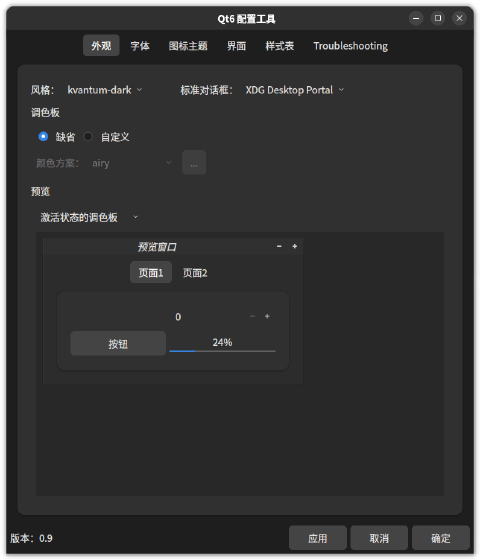 Qt6 配置工具
外观 字体 图标主题 界面 样式表 Troubleshooting
风格： kvantum-dark 标准对话框： XDG Desktop Portal
调色板
缺省 自定义
颜色方案： airy ...
预览
激活状态的调色板
预览窗口
页面1 页面2
0
按钮 24%
版本：0.9 应用 取消 确定